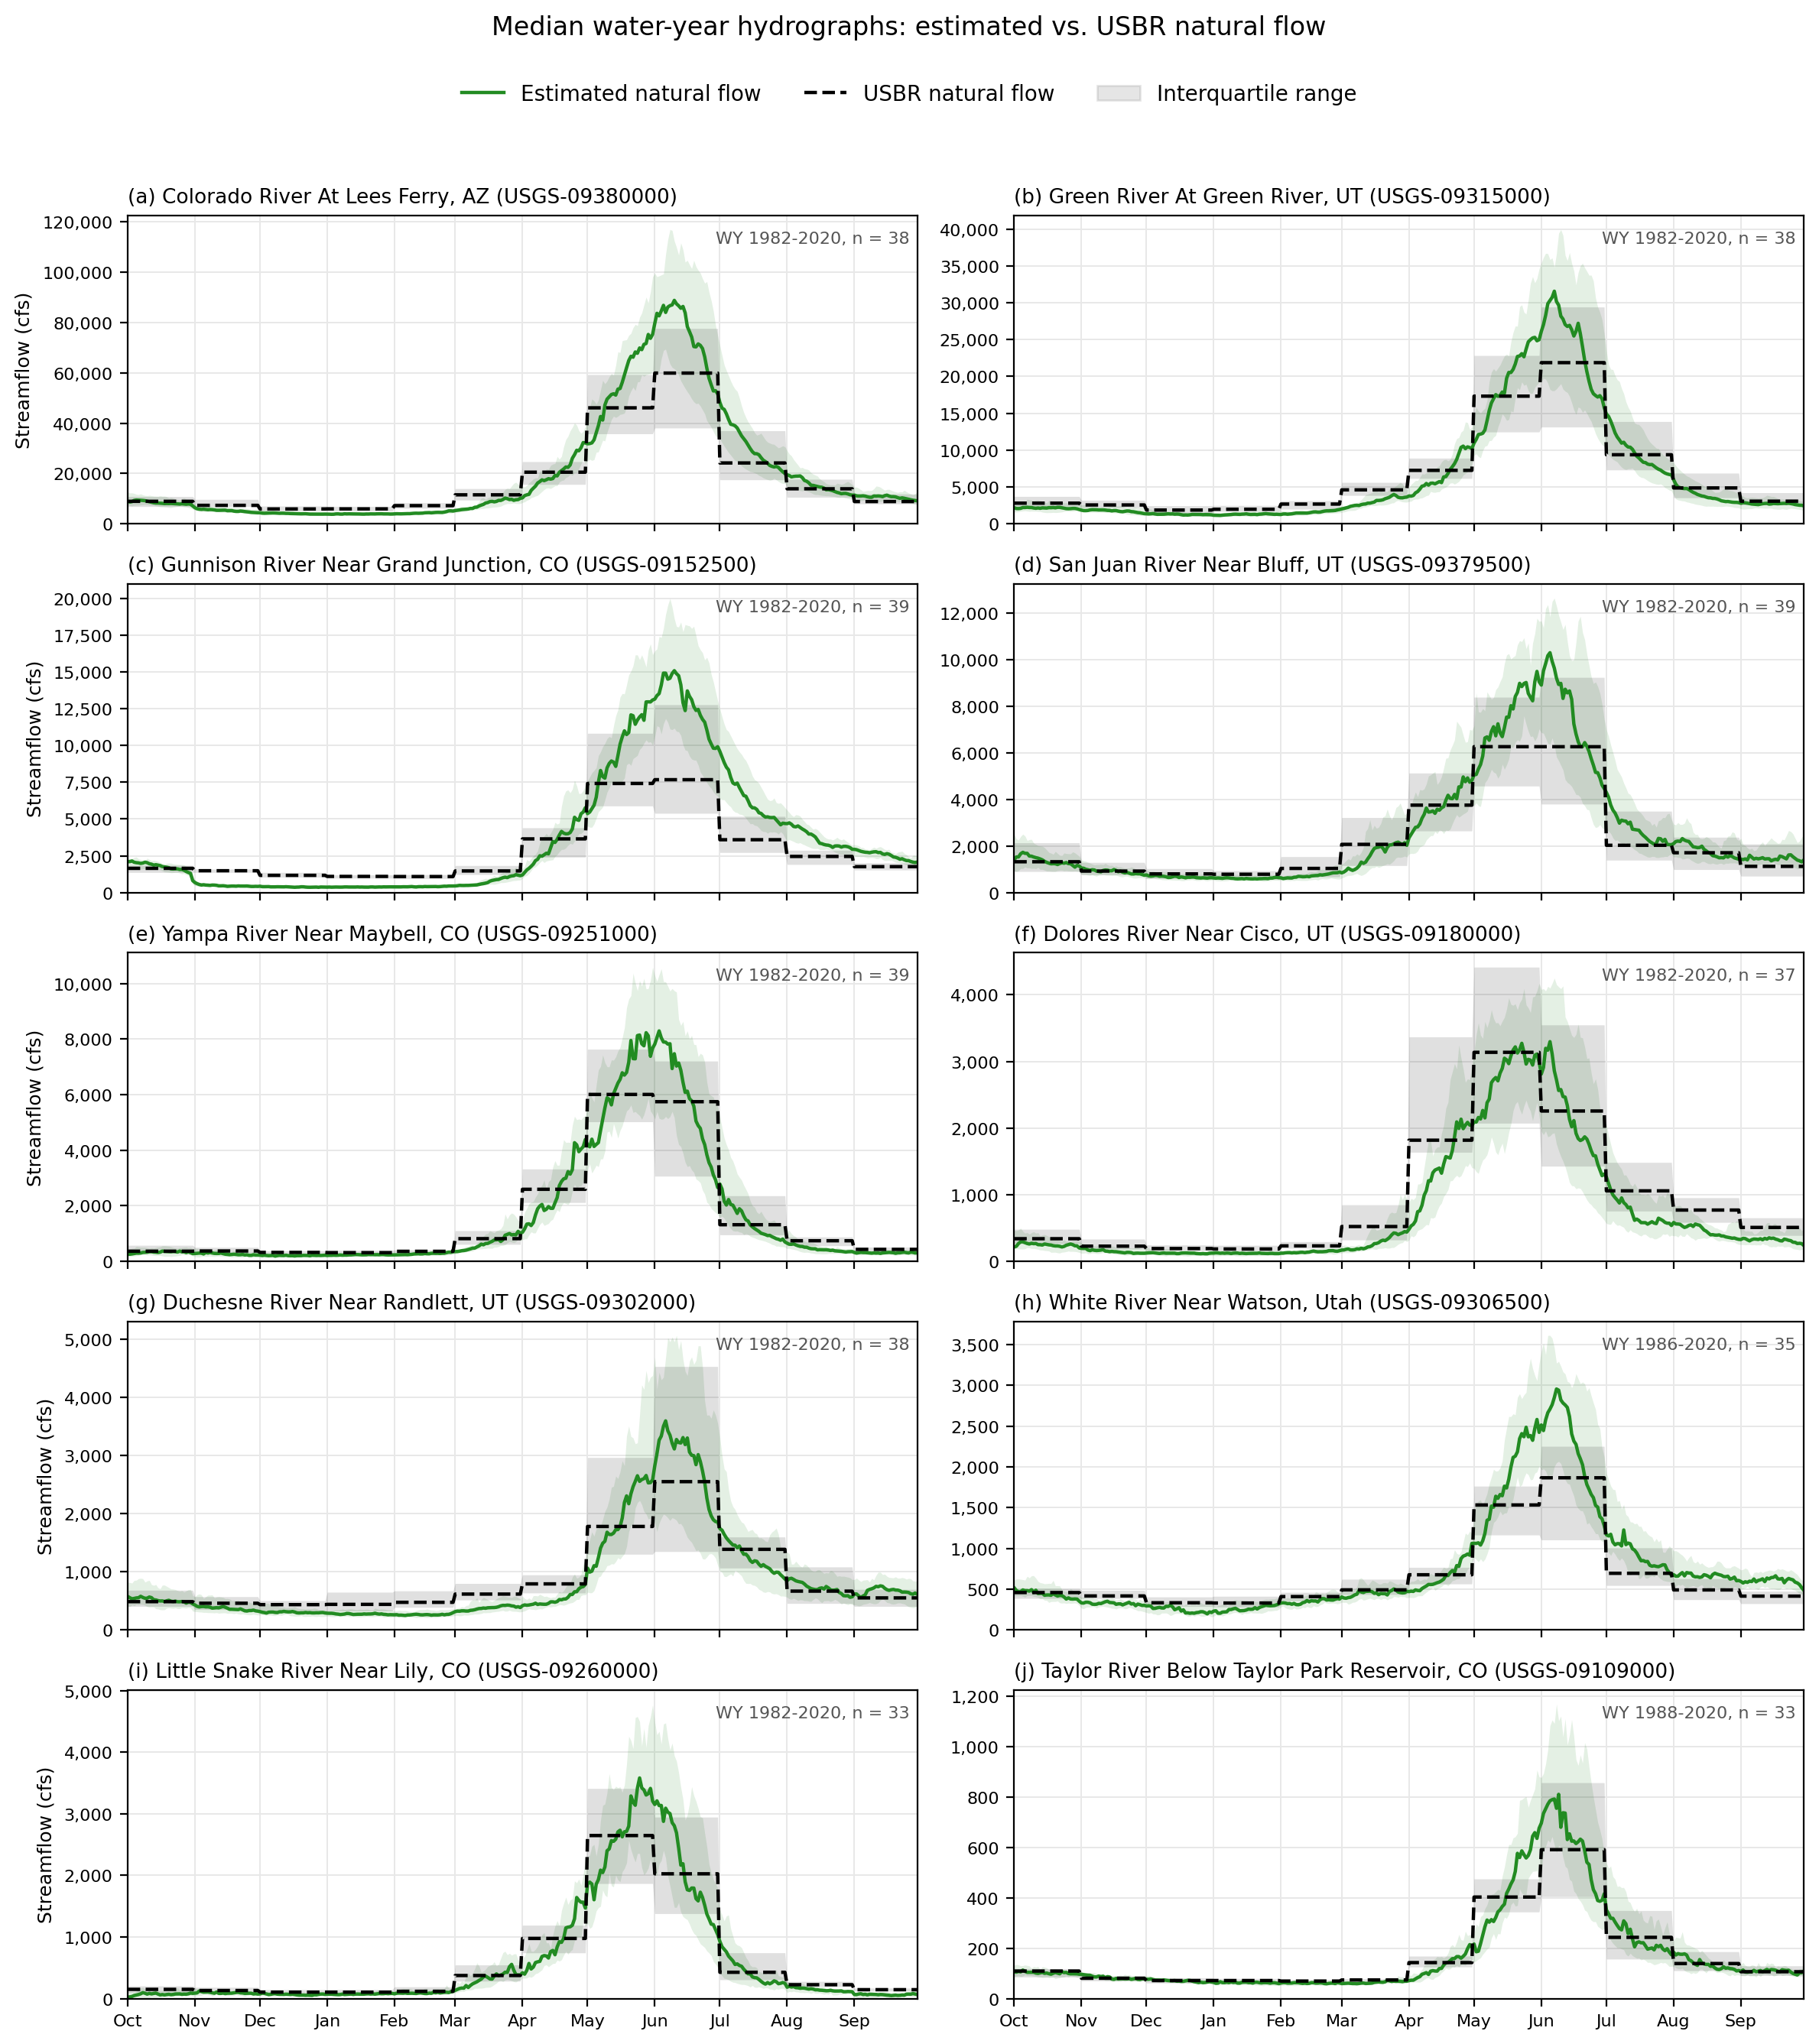 Median water-year hydrographs: estimated vs. USBR natural flow
Estimated natural flow
USBR natural flow
Interquartile range
(a) Colorado River At Lees Ferry, AZ (USGS-09380000)
WY 1982-2020, n = 38
120,000
100,000
80,000
60,000
40,000
20,000
0
Streamflow (cfs)
(b) Green River At Green River, UT (USGS-09315000)
WY 1982-2020, n = 38
40,000
35,000
30,000
25,000
20,000
15,000
10,000
5,000
0
(c) Gunnison River Near Grand Junction, CO (USGS-09152500)
WY 1982-2020, n = 39
20,000
17,500
15,000
12,500
10,000
7,500
5,000
2,500
0
Streamflow (cfs)
(d) San Juan River Near Bluff, UT (USGS-09379500)
WY 1982-2020, n = 39
12,000
10,000
8,000
6,000
4,000
2,000
0
(e) Yampa River Near Maybell, CO (USGS-09251000)
WY 1982-2020, n = 39
10,000
8,000
6,000
4,000
2,000
0
Streamflow (cfs)
(f) Dolores River Near Cisco, UT (USGS-09180000)
WY 1982-2020, n = 37
4,000
3,000
2,000
1,000
0
(g) Duchesne River Near Randlett, UT (USGS-09302000)
WY 1982-2020, n = 38
5,000
4,000
3,000
2,000
1,000
0
Streamflow (cfs)
(h) White River Near Watson, Utah (USGS-09306500)
WY 1986-2020, n = 35
3,500
3,000
2,500
2,000
1,500
1,000
500
0
(i) Little Snake River Near Lily, CO (USGS-09260000)
WY 1982-2020, n = 33
5,000
4,000
3,000
2,000
1,000
0
Streamflow (cfs)
Oct Nov Dec Jan Feb Mar Apr May Jun Jul Aug Sep
(j) Taylor River Below Taylor Park Reservoir, CO (USGS-09109000)
WY 1988-2020, n = 33
1,200
1,000
800
600
400
200
0
Oct Nov Dec Jan Feb Mar Apr May Jun Jul Aug Sep